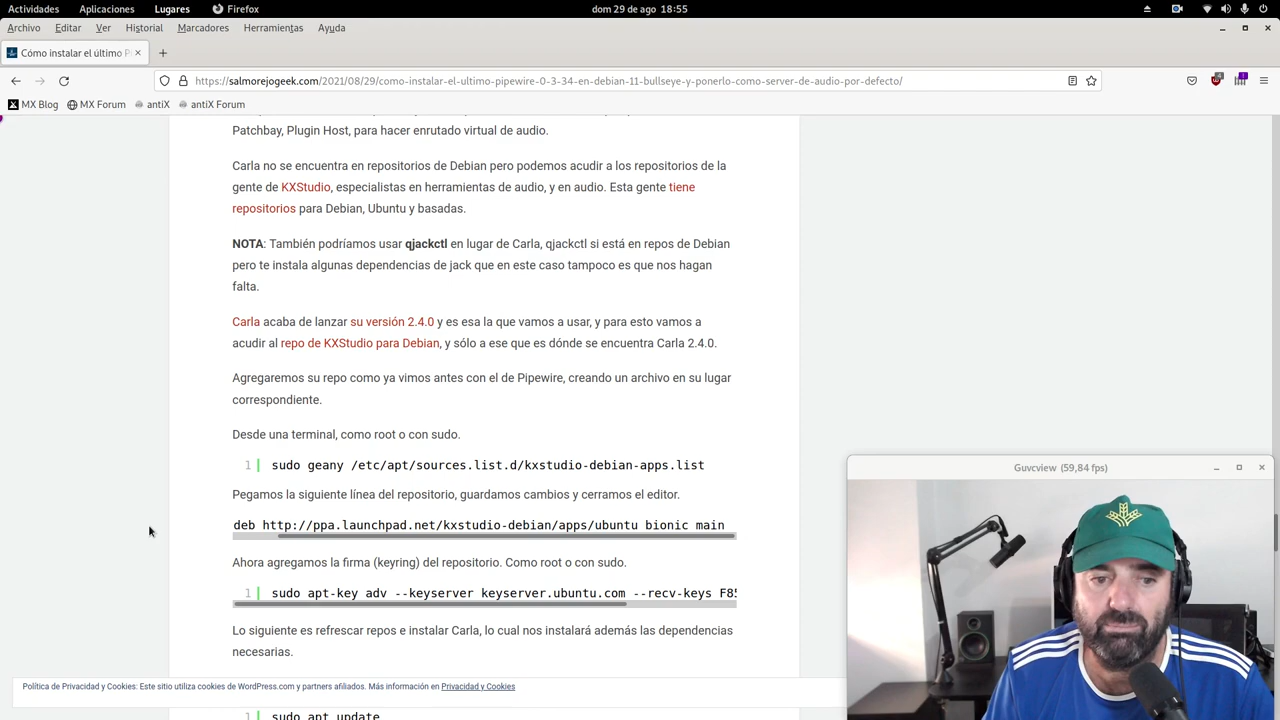 Actividades Aplicaciones Lugares Firefox dom 29 de ago 18:55
Archivo Editar Ver Historial Marcadores Herramientas Ayuda
Cómo instalar el último P
https://salmorejogeek.com/2021/08/29/como-instalar-el-ultimo-pipewire-0-3-34-en-debian-11-bullseye-y-ponerlo-como-server-de-audio-por-defecto/
MX Blog MX Forum antiX antiX Forum
Patchbay, Plugin Host, para hacer enrutado virtual de audio.
Carla no se encuentra en repositorios de Debian pero podemos acudir a los repositorios de la
gente de KXStudio, especialistas en herramientas de audio, y en audio. Esta gente tiene
repositorios para Debian, Ubuntu y basadas.
NOTA: También podríamos usar qjackctl en lugar de Carla, qjackctl si está en repos de Debian
pero te instala algunas dependencias de jack que en este caso tampoco es que nos hagan
falta.
Carla acaba de lanzar su versión 2.4.0 y es esa la que vamos a usar, y para esto vamos a
acudir al repo de KXStudio para Debian, y sólo a ese que es dónde se encuentra Carla 2.4.0.
Agregaremos su repo como ya vimos antes con el de Pipewire, creando un archivo en su lugar
correspondiente.
Desde una terminal, como root o con sudo.
1 sudo geany /etc/apt/sources.list.d/kxstudio-debian-apps.list
Pegamos la siguiente línea del repositorio, guardamos cambios y cerramos el editor.
deb http://ppa.launchpad.net/kxstudio-debian/apps/ubuntu bionic main
Ahora agregamos la firma (keyring) del repositorio. Como root o con sudo.
1 sudo apt-key adv --keyserver keyserver.ubuntu.com --recv-keys F85
Lo siguiente es refrescar repos e instalar Carla, lo cual nos instalará además las dependencias
necesarias.
Política de Privacidad y Cookies: Este sitio utiliza cookies de WordPress.com y partners afiliados. Más información en Privacidad y Cookies
1 sudo apt update
Guvcview (59,84 fps)